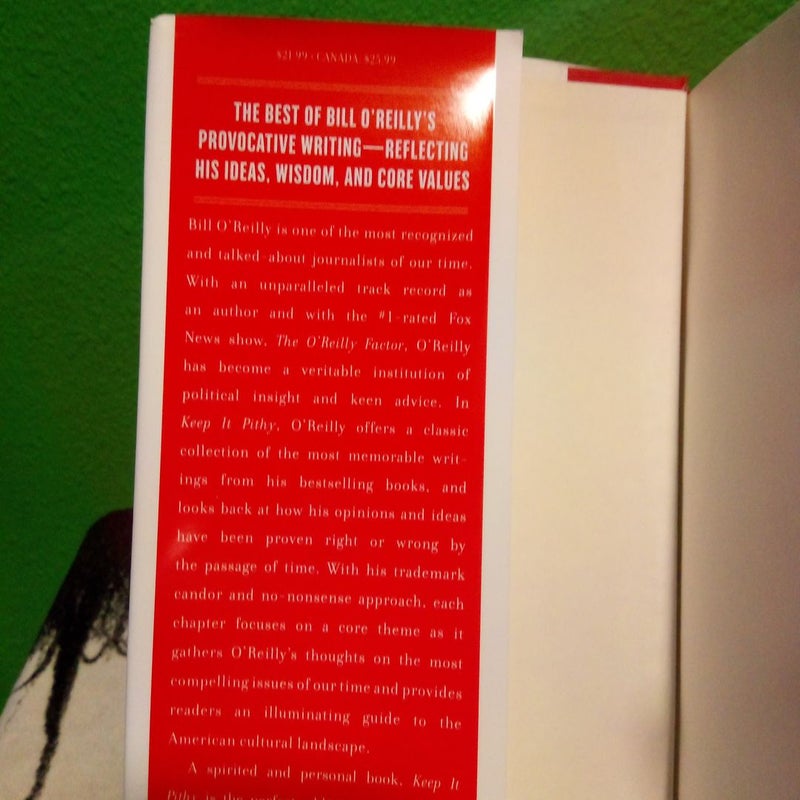 $21.99 / CANADA: $25.99
THE BEST OF BILL O'REILLY'S
PROVOCATIVE WRITING—REFLECTING
HIS IDEAS, WISDOM, AND CORE VALUES
Bill O'Reilly is one of the most recognized
and talked-about journalists of our time.
With an unparalleled track record as
an author and with the #1-rated Fox
News show, The O'Reilly Factor, O'Reilly
has become a veritable institution of
political insight and keen advice. In
Keep It Pithy, O'Reilly offers a classic
collection of the most memorable writ-
ings from his bestselling books, and
looks back at how his opinions and ideas
have been proven right or wrong by
the passage of time. With his trademark
candor and no-nonsense approach, each
chapter focuses on a core theme as it
gathers O'Reilly's thoughts on the most
compelling issues of our time and provides
readers an illuminating guide to the
American cultural landscape.
A spirited and personal book, Keep It
Pithy is the